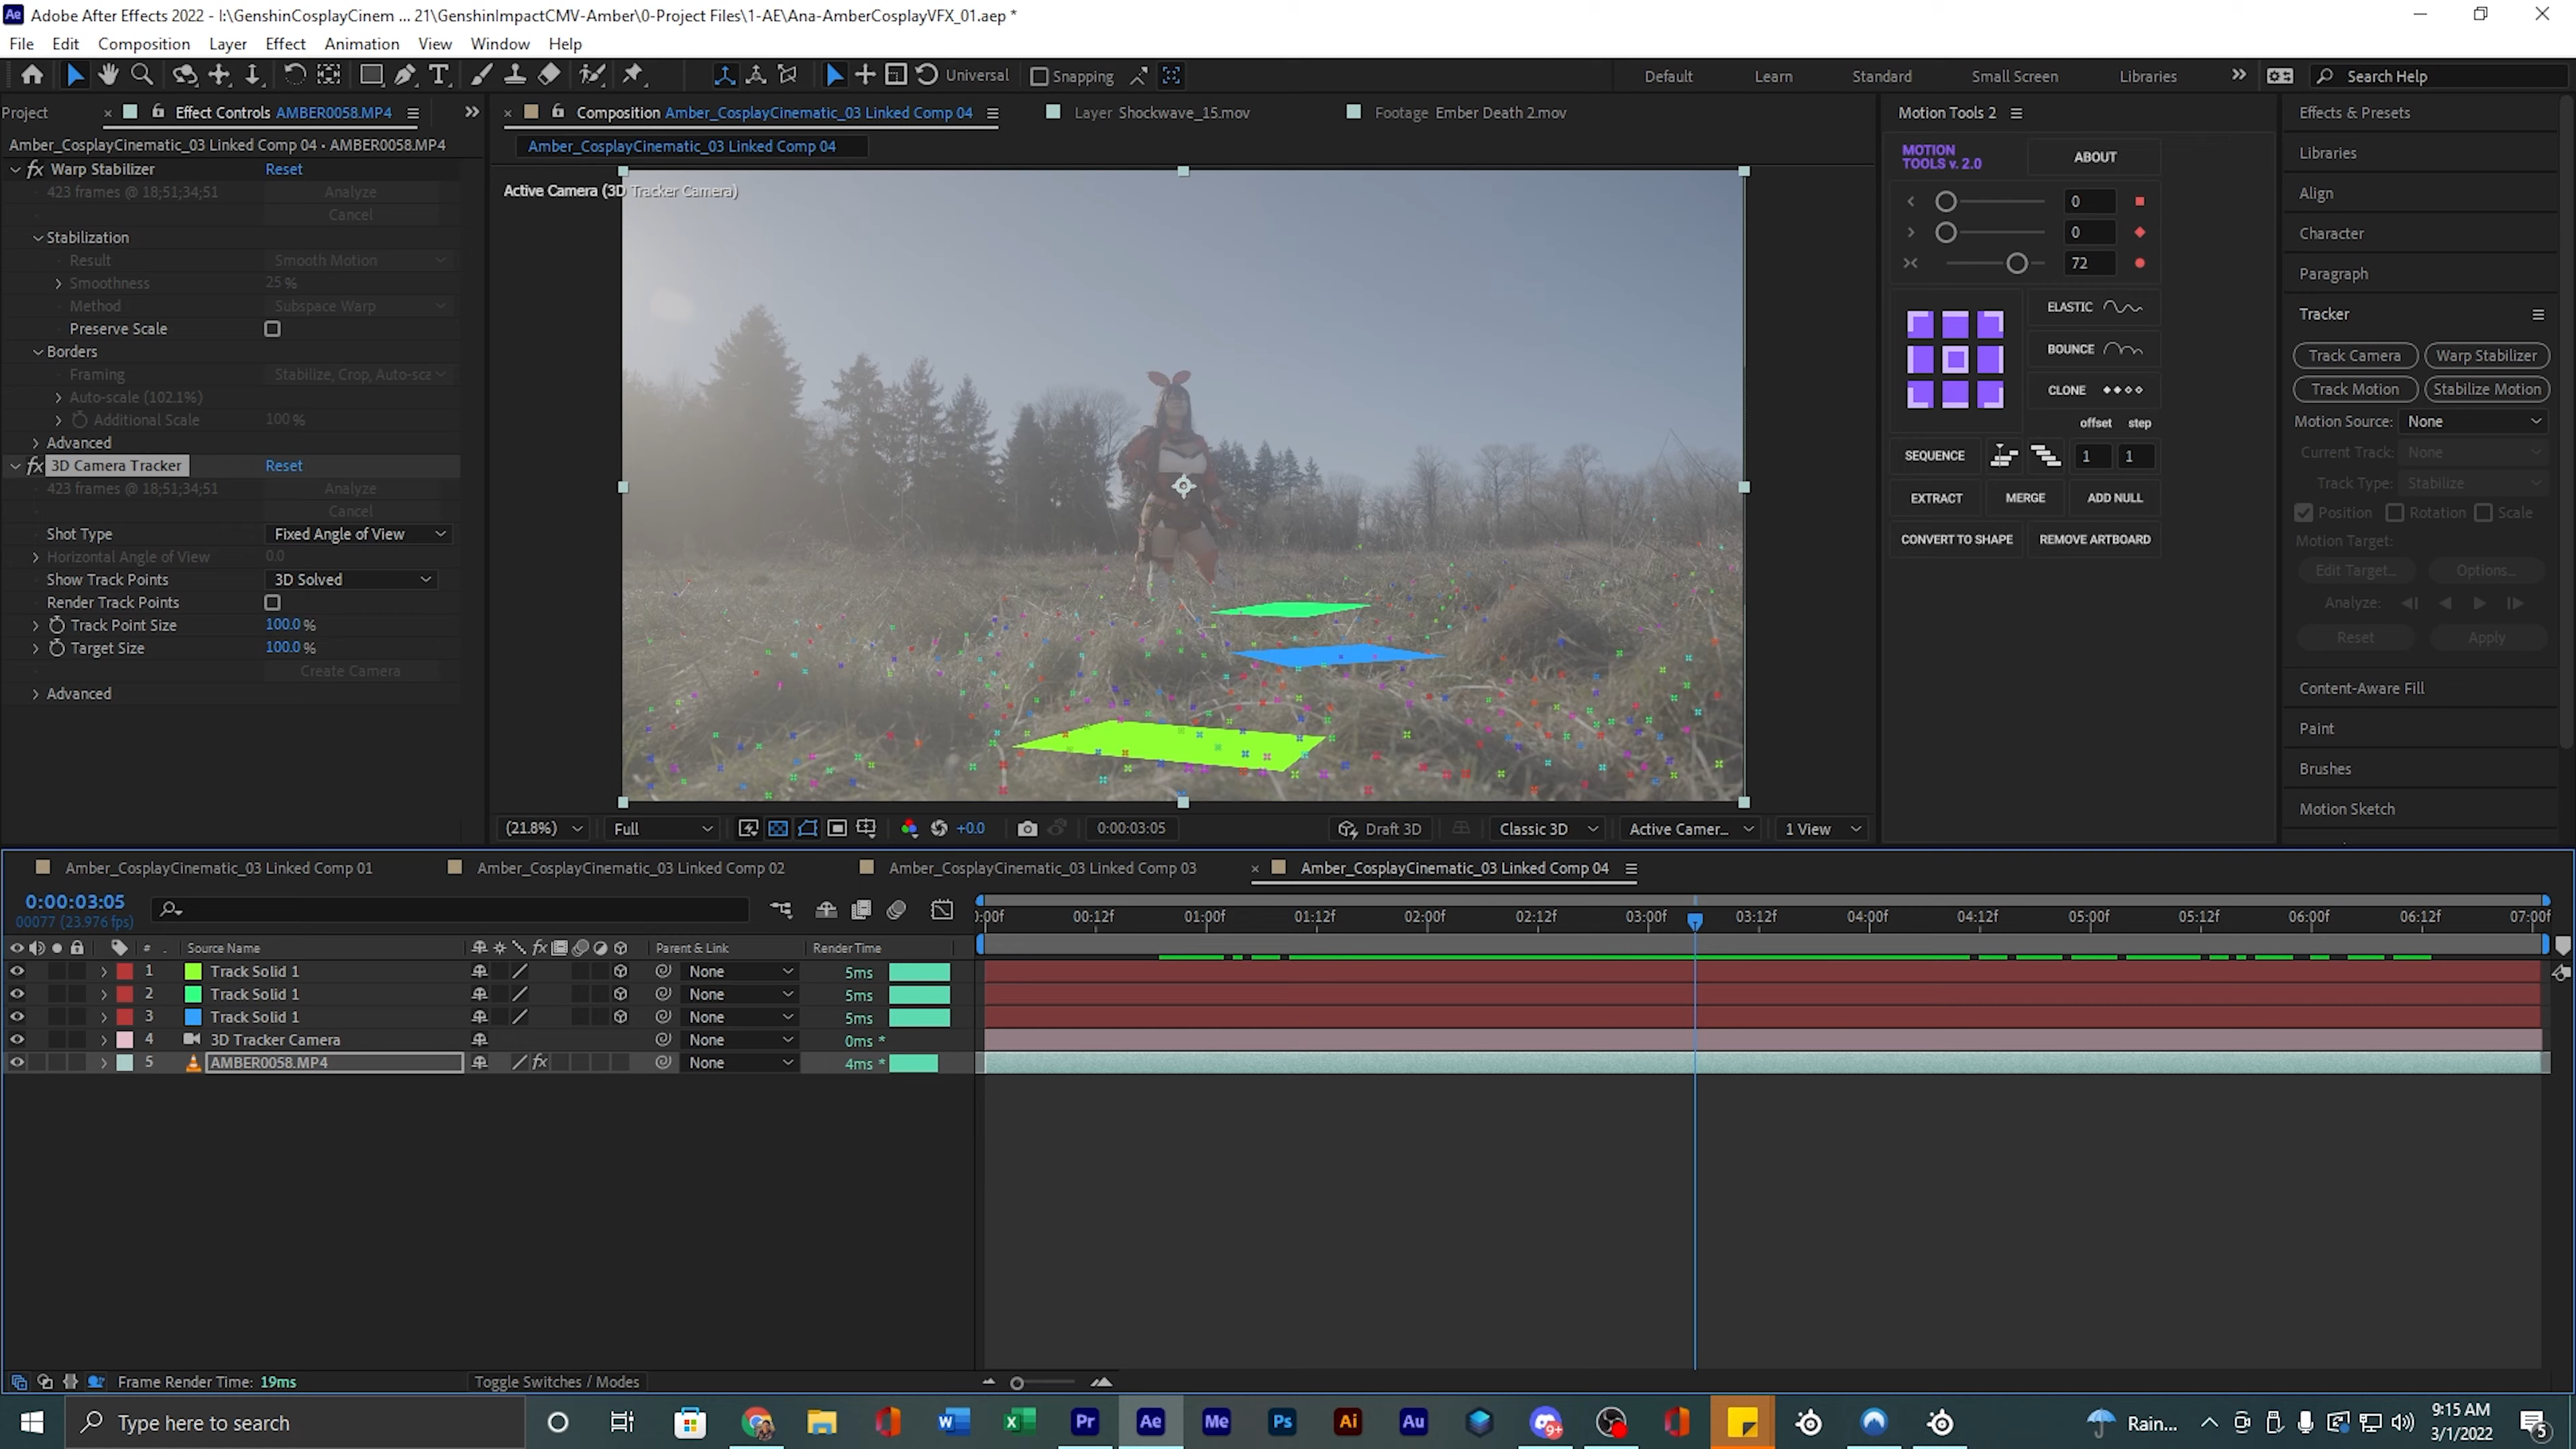 Adobe After Effects 2022 - I:\GenshinCosplayCinem ... 21\GenshinImpactCMV-Amber\0-Project Files\1-AE\Ana-AmberCosplayVFX_01.aep *
File Edit Composition Layer Effect Animation View Window Help
Universal Snapping Default Learn Standard Small Screen Libraries Search Help
Project Effect Controls AMBER0058.MP4
Amber_CosplayCinematic_03 Linked Comp 04 • AMBER0058.MP4
fx Warp Stabilizer Reset
423 frames @ 18;51;34;51 Analyze
Cancel
Stabilization
Result Smooth Motion
Smoothness 25 %
Method Subspace Warp
Preserve Scale
Borders
Framing Stabilize, Crop, Auto-sca
Auto-scale (102.1%)
Additional Scale 100 %
Advanced
fx 3D Camera Tracker Reset
423 frames @ 18;51;34;51 Analyze
Cancel
Shot Type Fixed Angle of View
Horizontal Angle of View 0.0
Show Track Points 3D Solved
Render Track Points
Track Point Size 100.0 %
Target Size 100.0 %
Create Camera
Advanced
Composition Amber_CosplayCinematic_03 Linked Comp 04 Layer Shockwave_15.mov Footage Ember Death 2.mov
Amber_CosplayCinematic_03 Linked Comp 04
Active Camera (3D Tracker Camera)
(21.8%) Full +0.0 0:00:03:05 Draft 3D Classic 3D Active Camer... 1 View
Motion Tools 2
MOTION TOOLS v. 2.0 ABOUT
0
0
72
ELASTIC
BOUNCE
CLONE
offset step
SEQUENCE 1 1
EXTRACT MERGE ADD NULL
CONVERT TO SHAPE REMOVE ARTBOARD
Effects & Presets
Libraries
Align
Character
Paragraph
Tracker
Track Camera Warp Stabilizer
Track Motion Stabilize Motion
Motion Source: None
Current Track: None
Track Type: Stabilize
Position Rotation Scale
Motion Target:
Edit Target... Options...
Analyze:
Reset Apply
Content-Aware Fill
Paint
Brushes
Motion Sketch
Amber_CosplayCinematic_03 Linked Comp 01 Amber_CosplayCinematic_03 Linked Comp 02 Amber_CosplayCinematic_03 Linked Comp 03 Amber_CosplayCinematic_03 Linked Comp 04
0:00:03:05
00077 (23.976 fps)
):00f 00:12f 01:00f 01:12f 02:00f 02:12f 03:00f 03:12f 04:00f 04:12f 05:00f 05:12f 06:00f 06:12f 07:00f
# Source Name fx Parent & Link Render Time
1 Track Solid 1 None 5ms
2 Track Solid 1 None 5ms
3 Track Solid 1 None 5ms
4 3D Tracker Camera None 0ms *
5 AMBER0058.MP4 fx None 4ms *
Frame Render Time: 19ms Toggle Switches / Modes
Type here to search Pr Ae Me Ps Ai Au 9+ Rain... 9:15 AM
3/1/2022 5